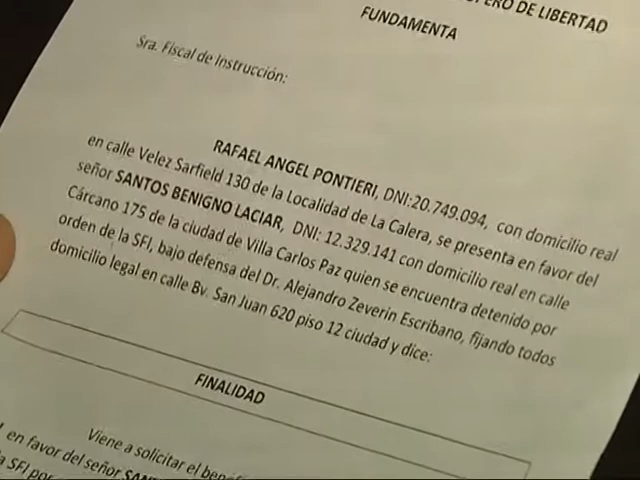 DE LIBERTAD
FUNDAMENTA
Sra. Fiscal de Instrucción:
RAFAEL ANGEL PONTIERI, DNI:20.749.094, con domicilio real
en calle Velez Sarfield 130 de la Localidad de La Calera, se presenta en favor del
señor SANTOS BENIGNO LACIAR, DNI: 12.329.141 con domicilio real en calle
Cárcano 175 de la ciudad de Villa Carlos Paz quien se encuentra detenido por
orden de la SFI, bajo defensa del Dr. Alejandro Zeverin Escribano, fijando todos
domicilio legal en calle Bv. San Juan 620 piso 12 ciudad y dice:
FINALIDAD
Viene a solicitar el
en favor del señor
SFI